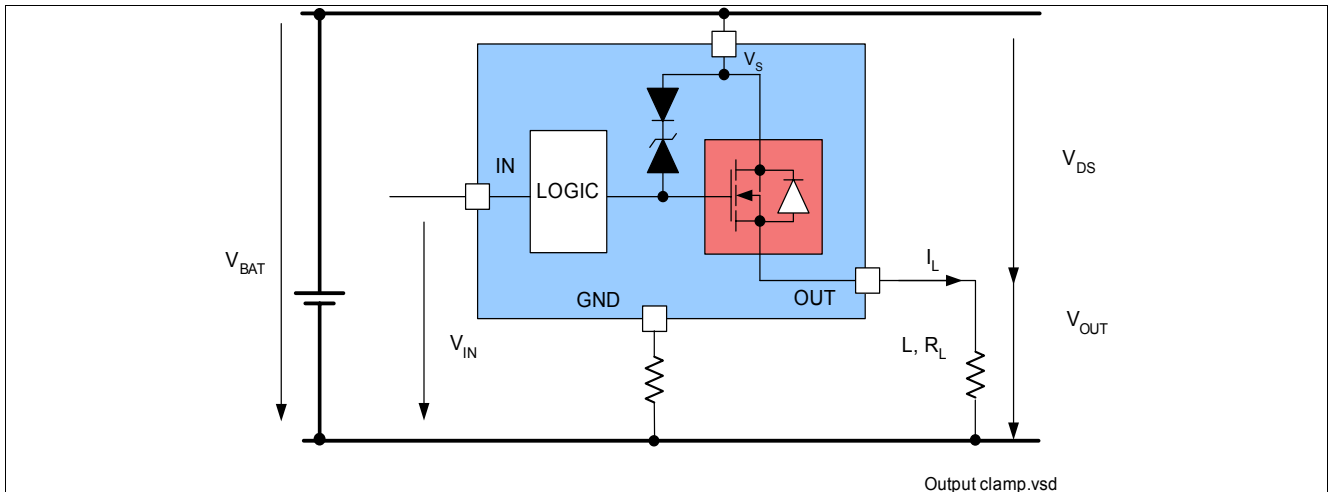 V_S
IN
LOGIC
V_DS
V_BAT
I_L
GND
OUT
V_OUT
V_IN
L, R_L
Output clamp.vsd